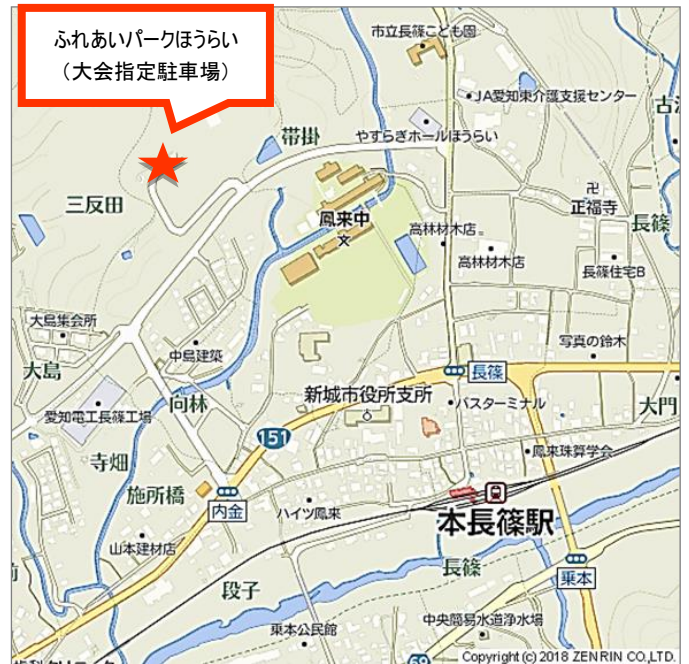 ふれあいパークほうらい
（大会指定駐車場）
市立長篠こども園
JA愛知東介護支援センター
帯掛
やすらぎホールほうらい
三反田
鳳来中
文
正福寺
長篠
高林材木店
高林材木店
長篠住宅B
大島集会所
写真の鈴木
中島建築
長篠
大島
向林
新城市役所支所
バスターミナル
大門
愛知電工長篠工場
151
鳳来珠算学会
寺畑
施所橋
内金
ハイツ鳳来
本長篠駅
山本建材店
長篠
乗本
段子
中央簡易水道浄水場
乗本公民館
69
Copyright (c) 2018 ZENRIN CO.,LTD.